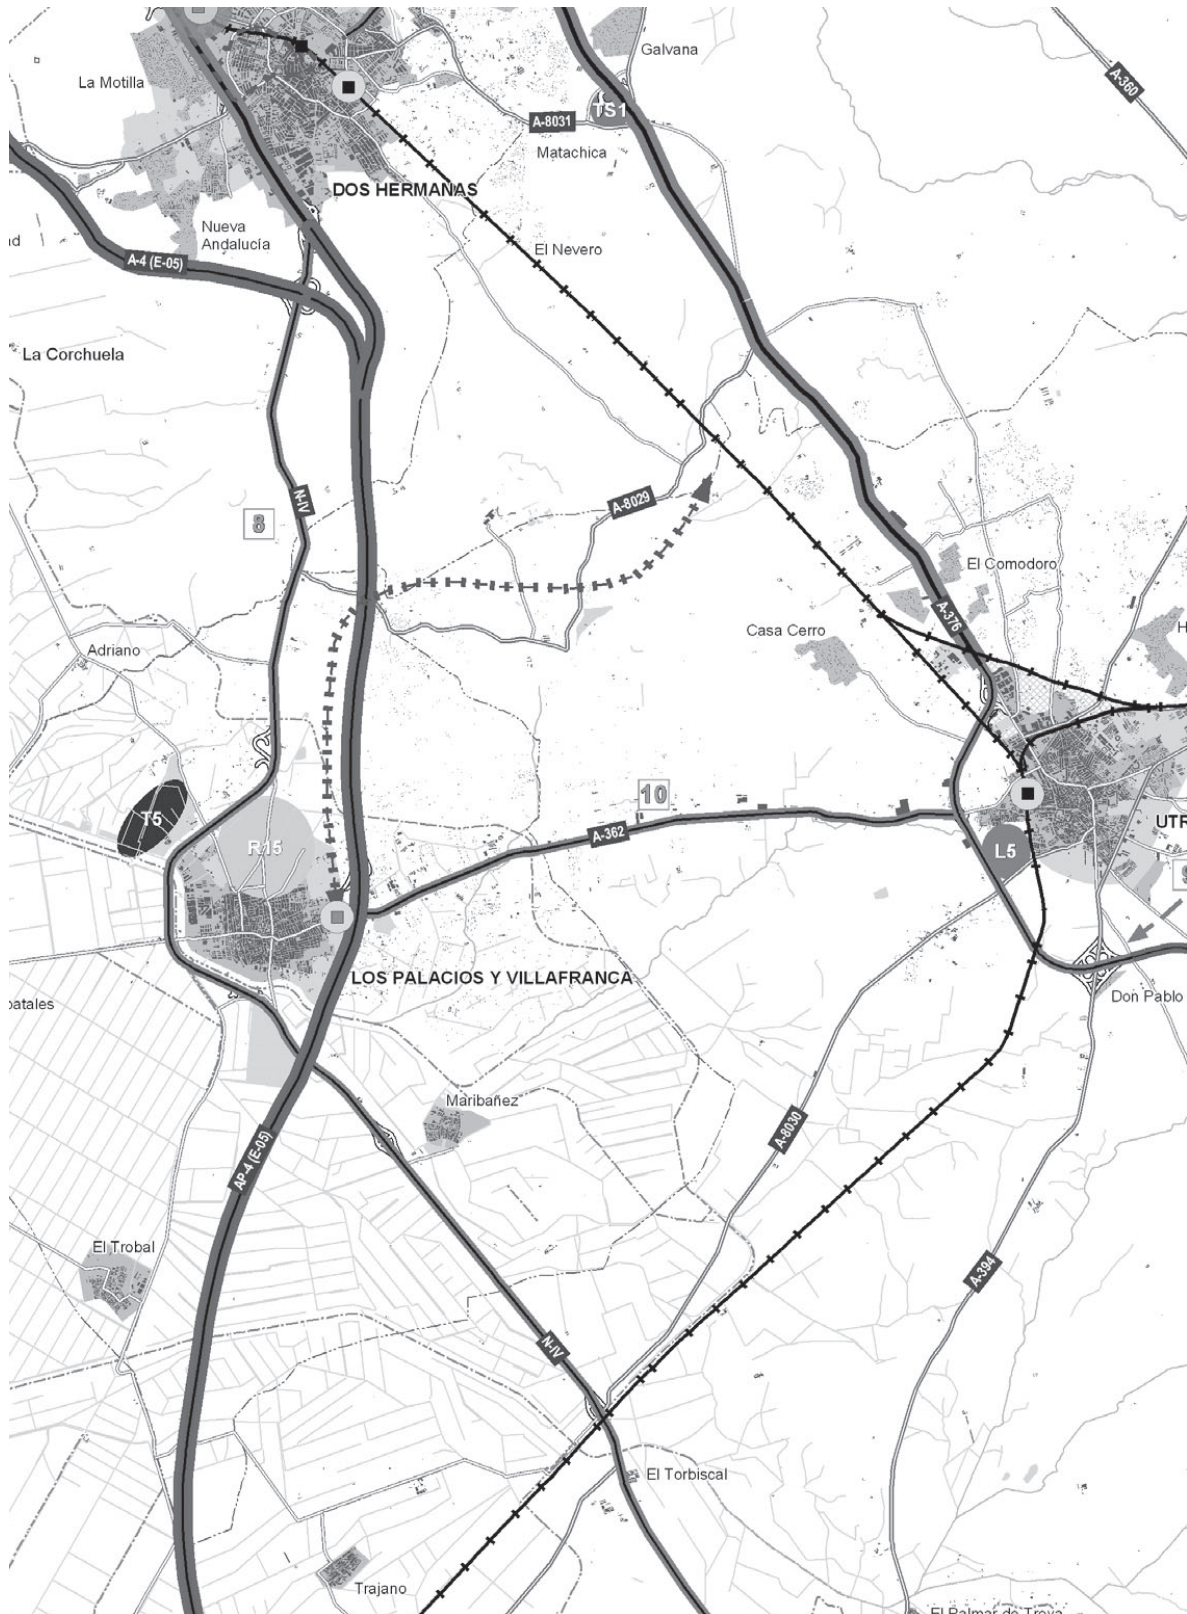 Galvana
La Motilla
A-360
TS1
A-8031
Matachica
DOS HERMANAS
Nueva
Andalucía
El Nevero
A-4 (E-05)
La Corchuela
N-IV
8
A-8029
El Comodoro
A-376
Casa Cerro
Adriano
10
T5
R15
A-362
L5
LOS PALACIOS Y VILLAFRANCA
Don Pablo
Maribañez
A-8030
AP-4 (E-05)
El Trobal
A-394
N-IV
El Torbiscal
Trajano